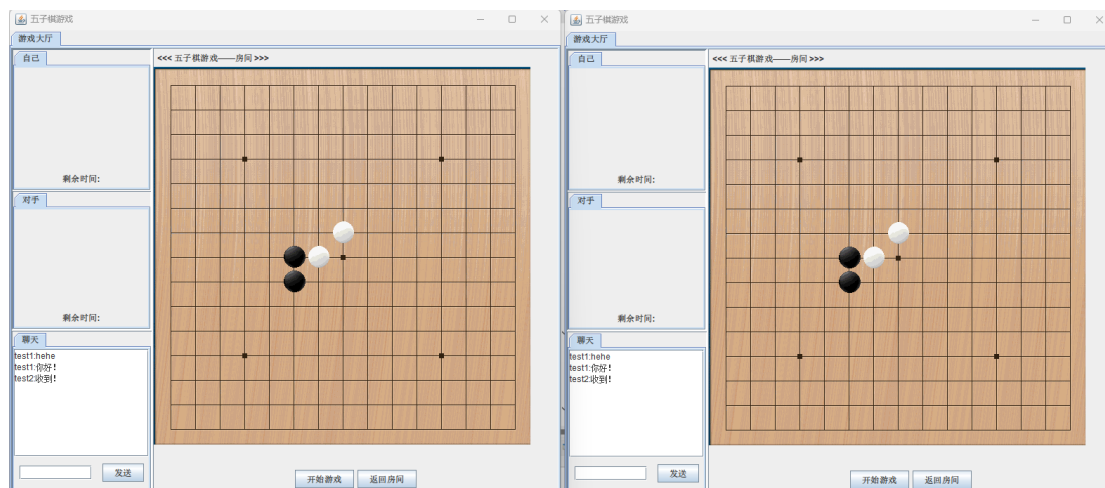 五子棋游戏
游戏大厅
自己
<<< 五子棋游戏——房间 >>>
剩余时间:
对手
剩余时间:
聊天
test1:hehe
test1:你好!
test2:收到!
发送
开始游戏
返回房间
五子棋游戏
游戏大厅
自己
<<< 五子棋游戏——房间 >>>
剩余时间:
对手
剩余时间:
聊天
test1:hehe
test1:你好!
test2:收到!
发送
开始游戏
返回房间